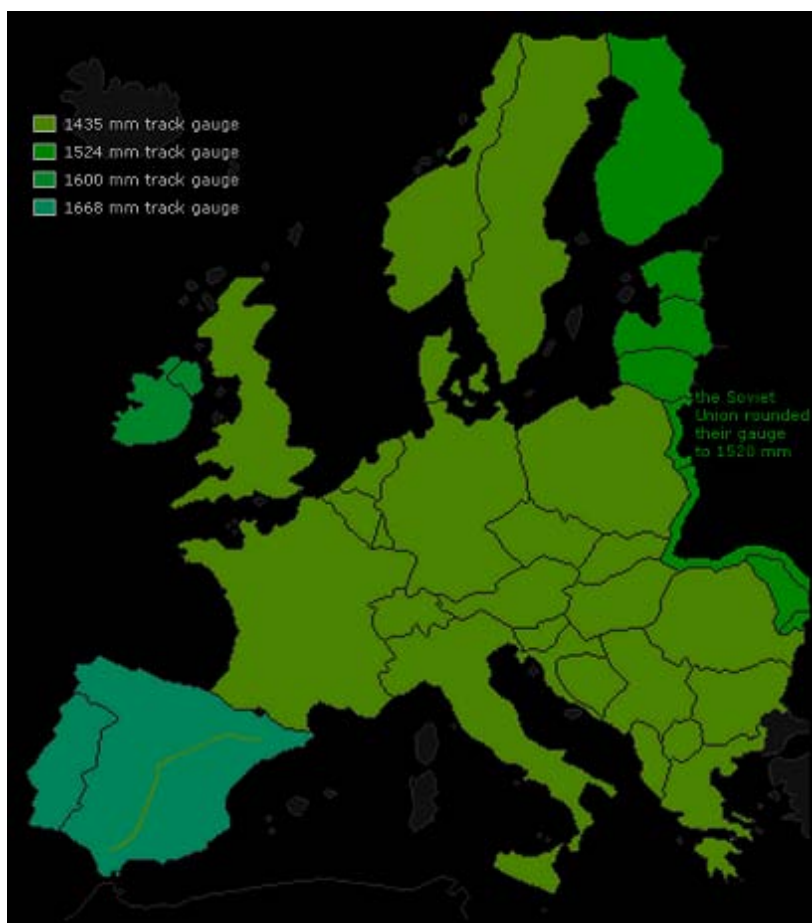 1435 mm track gauge
1524 mm track gauge
1600 mm track gauge
1668 mm track gauge
the Soviet
Union rounded
their gauge
to 1520 mm